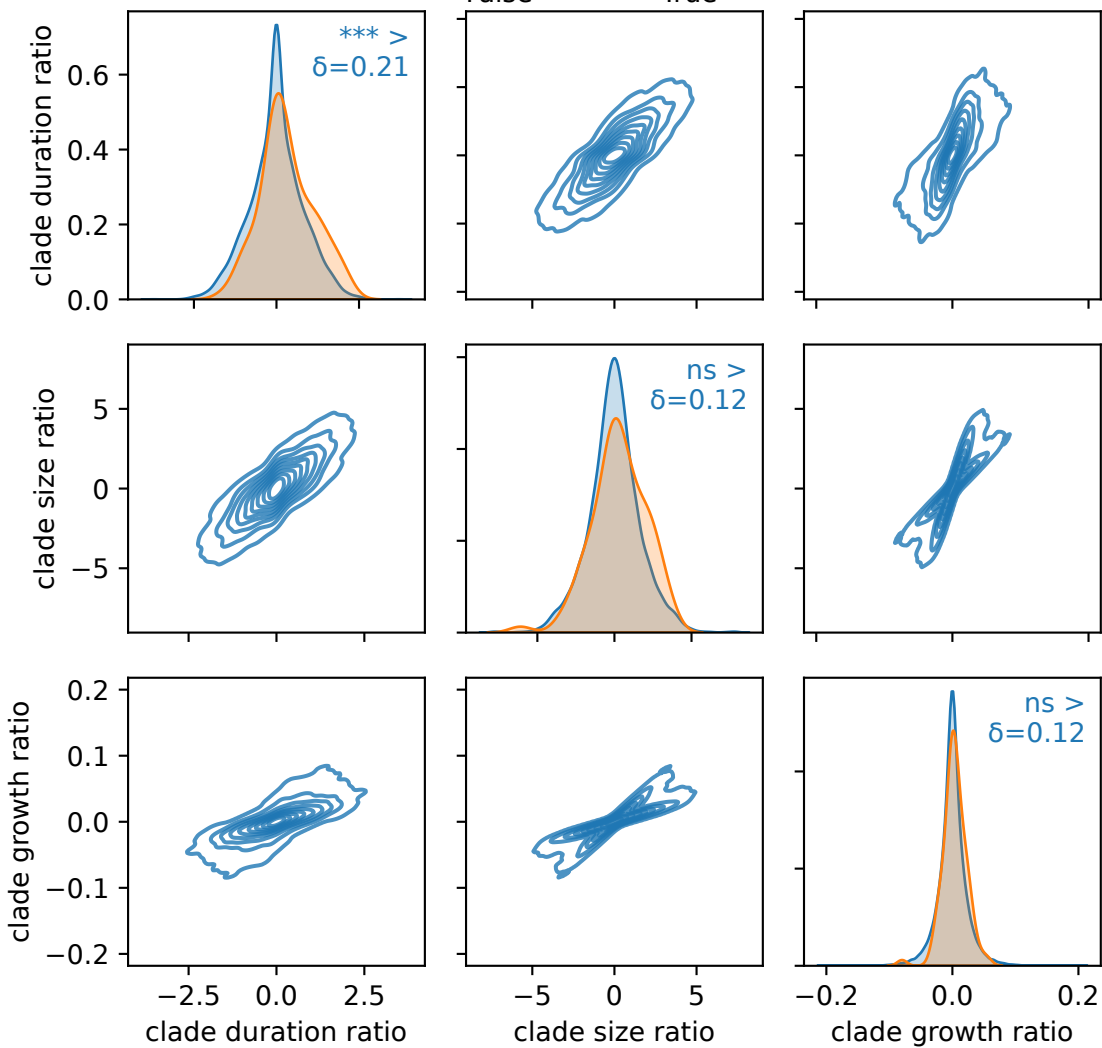 clade duration ratio
0.6
0.4
0.2
0.0
*** >
δ=0.21
clade size ratio
5
0
−5
ns >
δ=0.12
clade growth ratio
0.2
0.1
0.0
−0.1
−0.2
ns >
δ=0.12
−2.5 0.0 2.5
−5 0 5
−0.2 0.0 0.2
clade duration ratio
clade size ratio
clade growth ratio